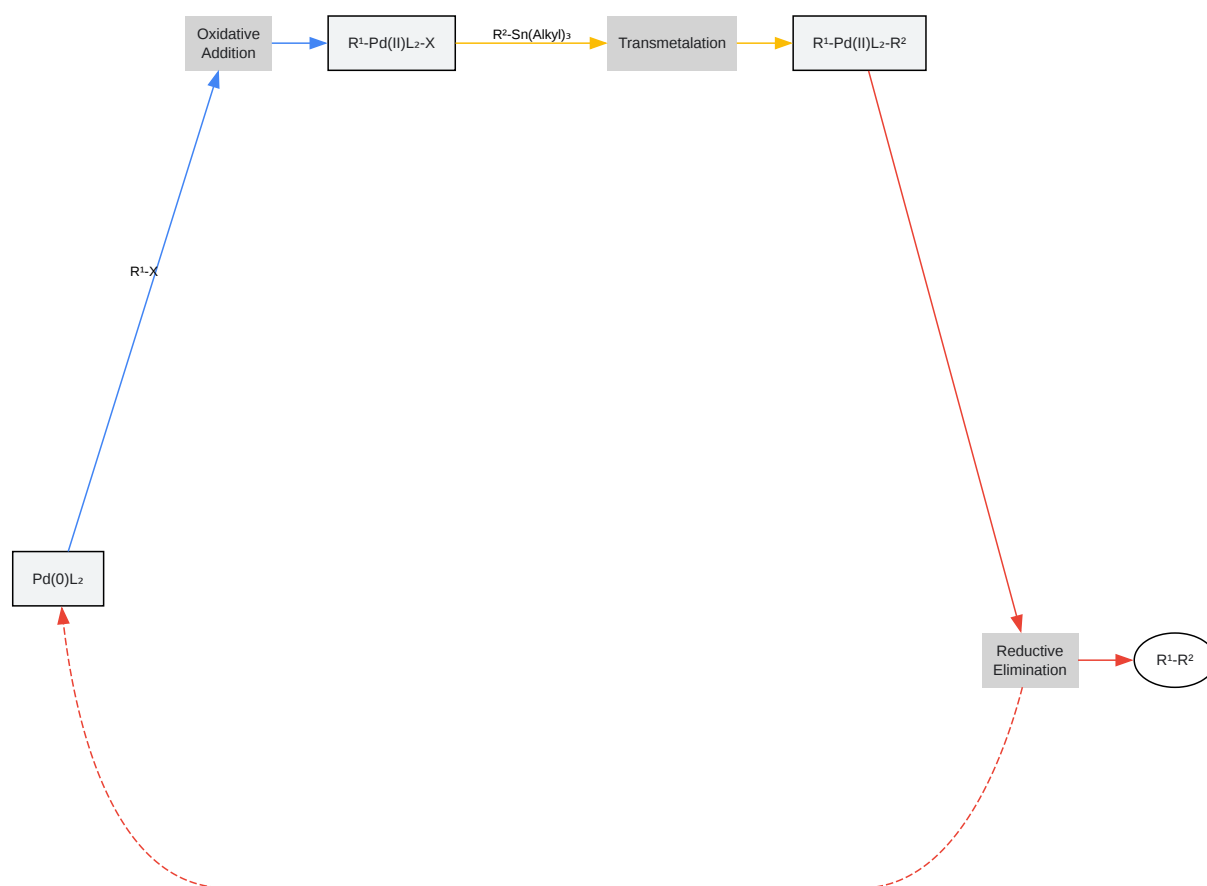 Oxidative
Addition
R¹-Pd(II)L₂-X
R²-Sn(Alkyl)₃
Transmetalation
R¹-Pd(II)L₂-R²
R¹-X
Pd(0)L₂
Reductive
Elimination
R¹-R²